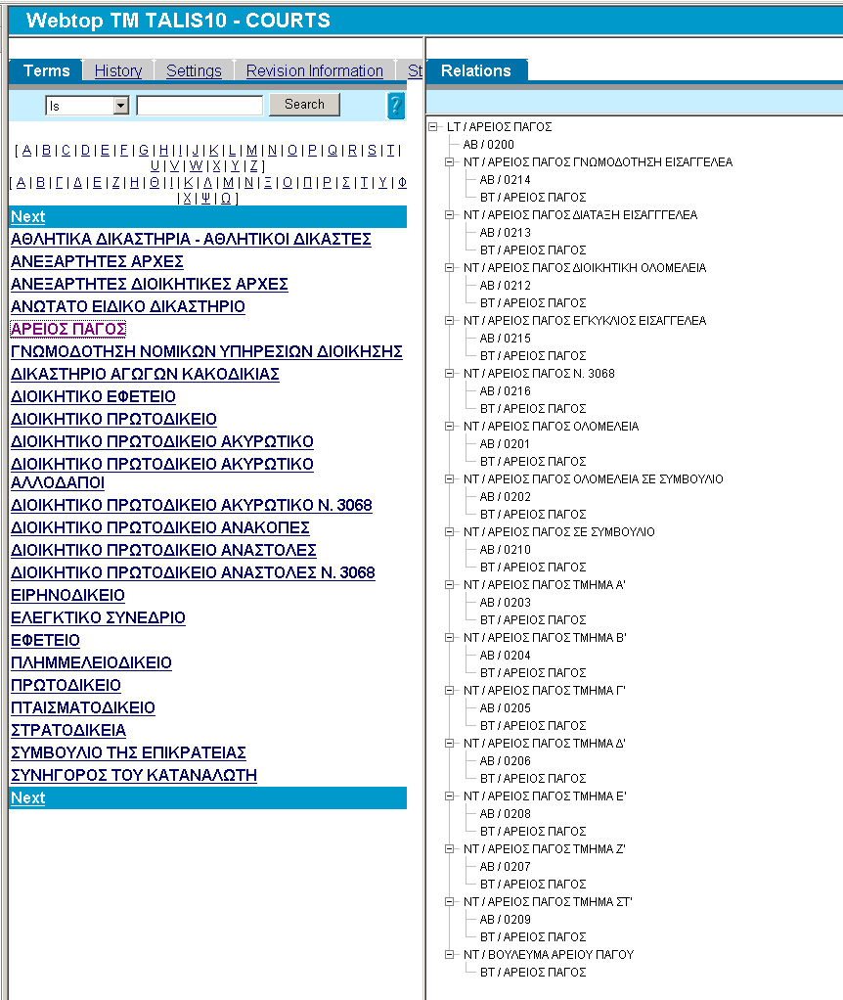 Webtop TM TALIS10 - COURTS
Terms History Settings Revision Information St
Is Search ?
[ A | B | C | D | E | F | G | H | I | J | K | L | M | N | O | P | Q | R | S | T |
U | V | W | X | Y | Z ]
[ Α | Β | Γ | Δ | Ε | Ζ | Η | Θ | Ι | Κ | Λ | Μ | Ν | Ξ | Ο | Π | Ρ | Σ | Τ | Υ | Φ
| Χ | Ψ | Ω ]
Next
ΑΘΛΗΤΙΚΑ ΔΙΚΑΣΤΗΡΙΑ - ΑΘΛΗΤΙΚΟΙ ΔΙΚΑΣΤΕΣ
ΑΝΕΞΑΡΤΗΤΕΣ ΑΡΧΕΣ
ΑΝΕΞΑΡΤΗΤΕΣ ΔΙΟΙΚΗΤΙΚΕΣ ΑΡΧΕΣ
ΑΝΩΤΑΤΟ ΕΙΔΙΚΟ ΔΙΚΑΣΤΗΡΙΟ
ΑΡΕΙΟΣ ΠΑΓΟΣ
ΓΝΩΜΟΔΟΤΗΣΗ ΝΟΜΙΚΩΝ ΥΠΗΡΕΣΙΩΝ ΔΙΟΙΚΗΣΗΣ
ΔΙΚΑΣΤΗΡΙΟ ΑΓΩΓΩΝ ΚΑΚΟΔΙΚΙΑΣ
ΔΙΟΙΚΗΤΙΚΟ ΕΦΕΤΕΙΟ
ΔΙΟΙΚΗΤΙΚΟ ΠΡΩΤΟΔΙΚΕΙΟ
ΔΙΟΙΚΗΤΙΚΟ ΠΡΩΤΟΔΙΚΕΙΟ ΑΚΥΡΩΤΙΚΟ
ΔΙΟΙΚΗΤΙΚΟ ΠΡΩΤΟΔΙΚΕΙΟ ΑΚΥΡΩΤΙΚΟ
ΑΛΛΟΔΑΠΟΙ
ΔΙΟΙΚΗΤΙΚΟ ΠΡΩΤΟΔΙΚΕΙΟ ΑΚΥΡΩΤΙΚΟ Ν. 3068
ΔΙΟΙΚΗΤΙΚΟ ΠΡΩΤΟΔΙΚΕΙΟ ΑΝΑΚΟΠΕΣ
ΔΙΟΙΚΗΤΙΚΟ ΠΡΩΤΟΔΙΚΕΙΟ ΑΝΑΣΤΟΛΕΣ
ΔΙΟΙΚΗΤΙΚΟ ΠΡΩΤΟΔΙΚΕΙΟ ΑΝΑΣΤΟΛΕΣ Ν. 3068
ΕΙΡΗΝΟΔΙΚΕΙΟ
ΕΛΕΓΚΤΙΚΟ ΣΥΝΕΔΡΙΟ
ΕΦΕΤΕΙΟ
ΠΛΗΜΜΕΛΕΙΟΔΙΚΕΙΟ
ΠΡΩΤΟΔΙΚΕΙΟ
ΠΤΑΙΣΜΑΤΟΔΙΚΕΙΟ
ΣΤΡΑΤΟΔΙΚΕΙΑ
ΣΥΜΒΟΥΛΙΟ ΤΗΣ ΕΠΙΚΡΑΤΕΙΑΣ
ΣΥΝΗΓΟΡΟΣ ΤΟΥ ΚΑΤΑΝΑΛΩΤΗ
Next
Relations
LT / ΑΡΕΙΟΣ ΠΑΓΟΣ
AB / 0200
NT / ΑΡΕΙΟΣ ΠΑΓΟΣ ΓΝΩΜΟΔΟΤΗΣΗ ΕΙΣΑΓΓΕΛΕΑ
AB / 0214
BT / ΑΡΕΙΟΣ ΠΑΓΟΣ
NT / ΑΡΕΙΟΣ ΠΑΓΟΣ ΔΙΑΤΑΞΗ ΕΙΣΑΓΓΓΕΛΕΑ
AB / 0213
BT / ΑΡΕΙΟΣ ΠΑΓΟΣ
NT / ΑΡΕΙΟΣ ΠΑΓΟΣ ΔΙΟΙΚΗΤΙΚΗ ΟΛΟΜΕΛΕΙΑ
AB / 0212
BT / ΑΡΕΙΟΣ ΠΑΓΟΣ
NT / ΑΡΕΙΟΣ ΠΑΓΟΣ ΕΓΚΥΚΛΙΟΣ ΕΙΣΑΓΓΕΛΕΑ
AB / 0215
BT / ΑΡΕΙΟΣ ΠΑΓΟΣ
NT / ΑΡΕΙΟΣ ΠΑΓΟΣ Ν. 3068
AB / 0216
BT / ΑΡΕΙΟΣ ΠΑΓΟΣ
NT / ΑΡΕΙΟΣ ΠΑΓΟΣ ΟΛΟΜΕΛΕΙΑ
AB / 0201
BT / ΑΡΕΙΟΣ ΠΑΓΟΣ
NT / ΑΡΕΙΟΣ ΠΑΓΟΣ ΟΛΟΜΕΛΕΙΑ ΣΕ ΣΥΜΒΟΥΛΙΟ
AB / 0202
BT / ΑΡΕΙΟΣ ΠΑΓΟΣ
NT / ΑΡΕΙΟΣ ΠΑΓΟΣ ΣΕ ΣΥΜΒΟΥΛΙΟ
AB / 0210
BT / ΑΡΕΙΟΣ ΠΑΓΟΣ
NT / ΑΡΕΙΟΣ ΠΑΓΟΣ ΤΜΗΜΑ Α'
AB / 0203
BT / ΑΡΕΙΟΣ ΠΑΓΟΣ
NT / ΑΡΕΙΟΣ ΠΑΓΟΣ ΤΜΗΜΑ Β'
AB / 0204
BT / ΑΡΕΙΟΣ ΠΑΓΟΣ
NT / ΑΡΕΙΟΣ ΠΑΓΟΣ ΤΜΗΜΑ Γ'
AB / 0205
BT / ΑΡΕΙΟΣ ΠΑΓΟΣ
NT / ΑΡΕΙΟΣ ΠΑΓΟΣ ΤΜΗΜΑ Δ'
AB / 0206
BT / ΑΡΕΙΟΣ ΠΑΓΟΣ
NT / ΑΡΕΙΟΣ ΠΑΓΟΣ ΤΜΗΜΑ Ε'
AB / 0208
BT / ΑΡΕΙΟΣ ΠΑΓΟΣ
NT / ΑΡΕΙΟΣ ΠΑΓΟΣ ΤΜΗΜΑ Ζ'
AB / 0207
BT / ΑΡΕΙΟΣ ΠΑΓΟΣ
NT / ΑΡΕΙΟΣ ΠΑΓΟΣ ΤΜΗΜΑ ΣΤ'
AB / 0209
BT / ΑΡΕΙΟΣ ΠΑΓΟΣ
NT / ΒΟΥΛΕΥΜΑ ΑΡΕΙΟΥ ΠΑΓΟΥ
BT / ΑΡΕΙΟΣ ΠΑΓΟΣ